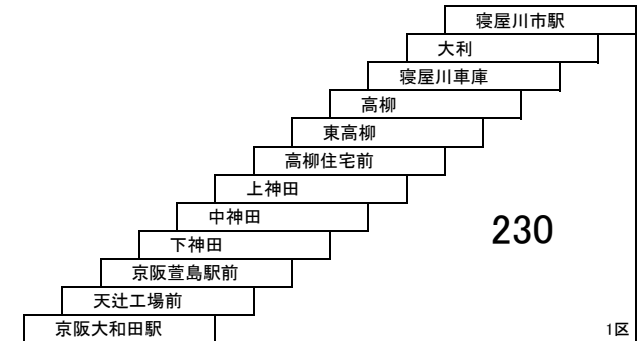 寝屋川市駅
大利
寝屋川車庫
高柳
東高柳
高柳住宅前
上神田
中神田
下神田
230
京阪萱島駅前
天辻工場前
京阪大和田駅
1区